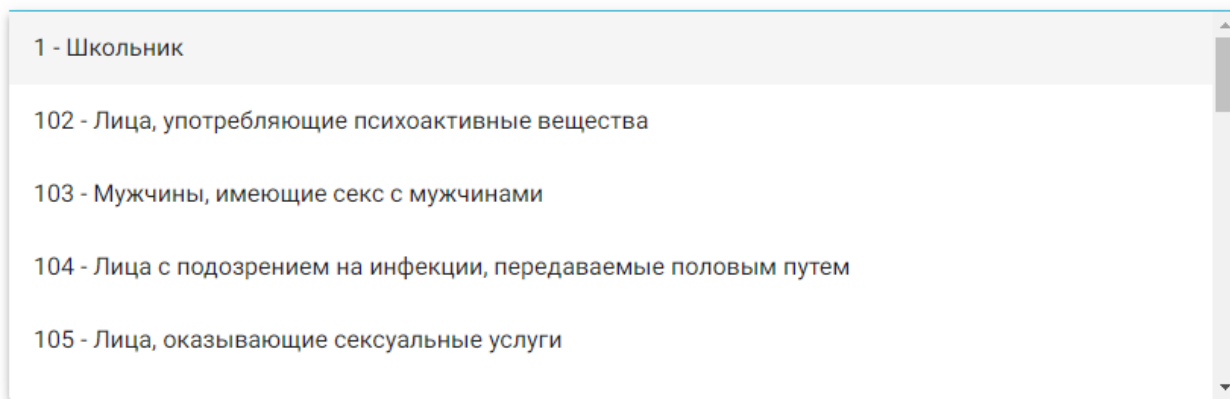 1 - Школьник
102 - Лица, употребляющие психоактивные вещества
103 - Мужчины, имеющие секс с мужчинами
104 - Лица с подозрением на инфекции, передаваемые половым путем
105 - Лица, оказывающие сексуальные услуги